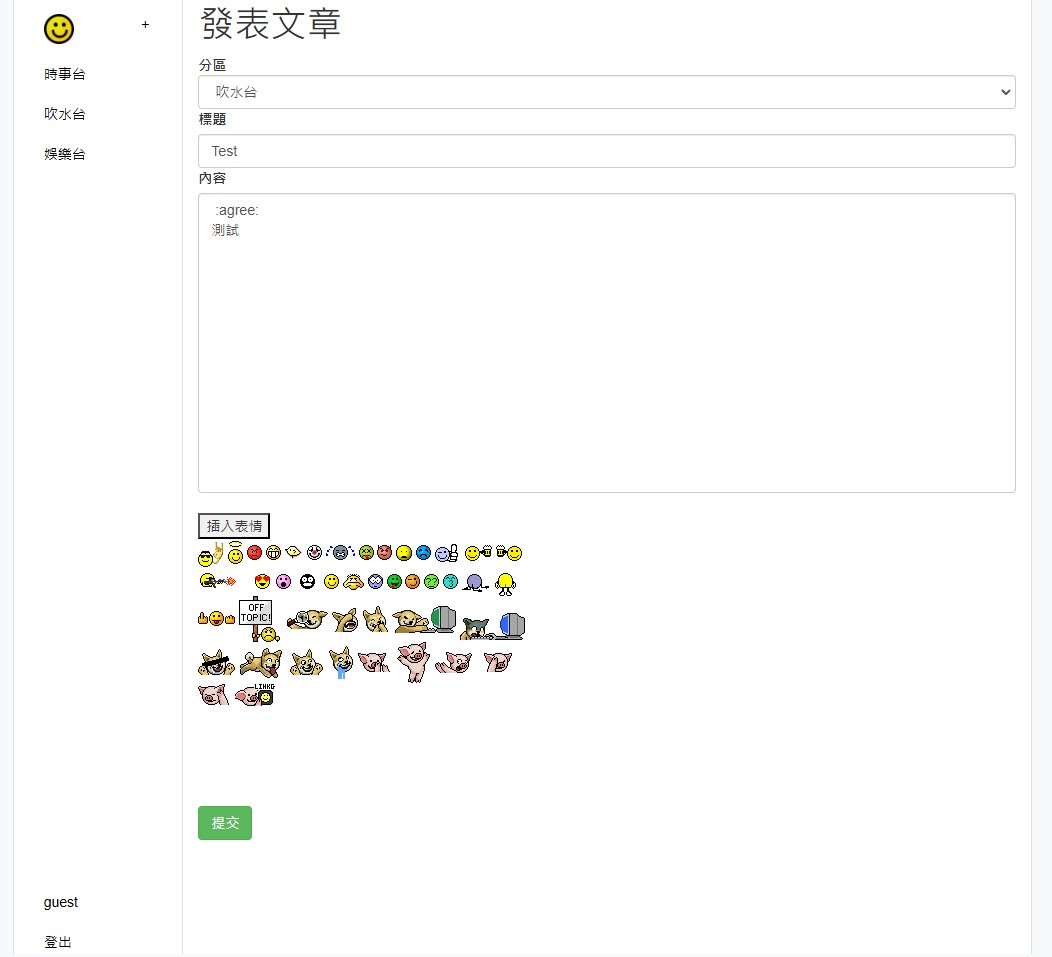 +
時事台
吹水台
娛樂台
發表文章
分區
吹水台
標題
Test
內容
:agree:
測試
插入表情
OFF
TOPIC!
LIHKG
提交
guest
登出